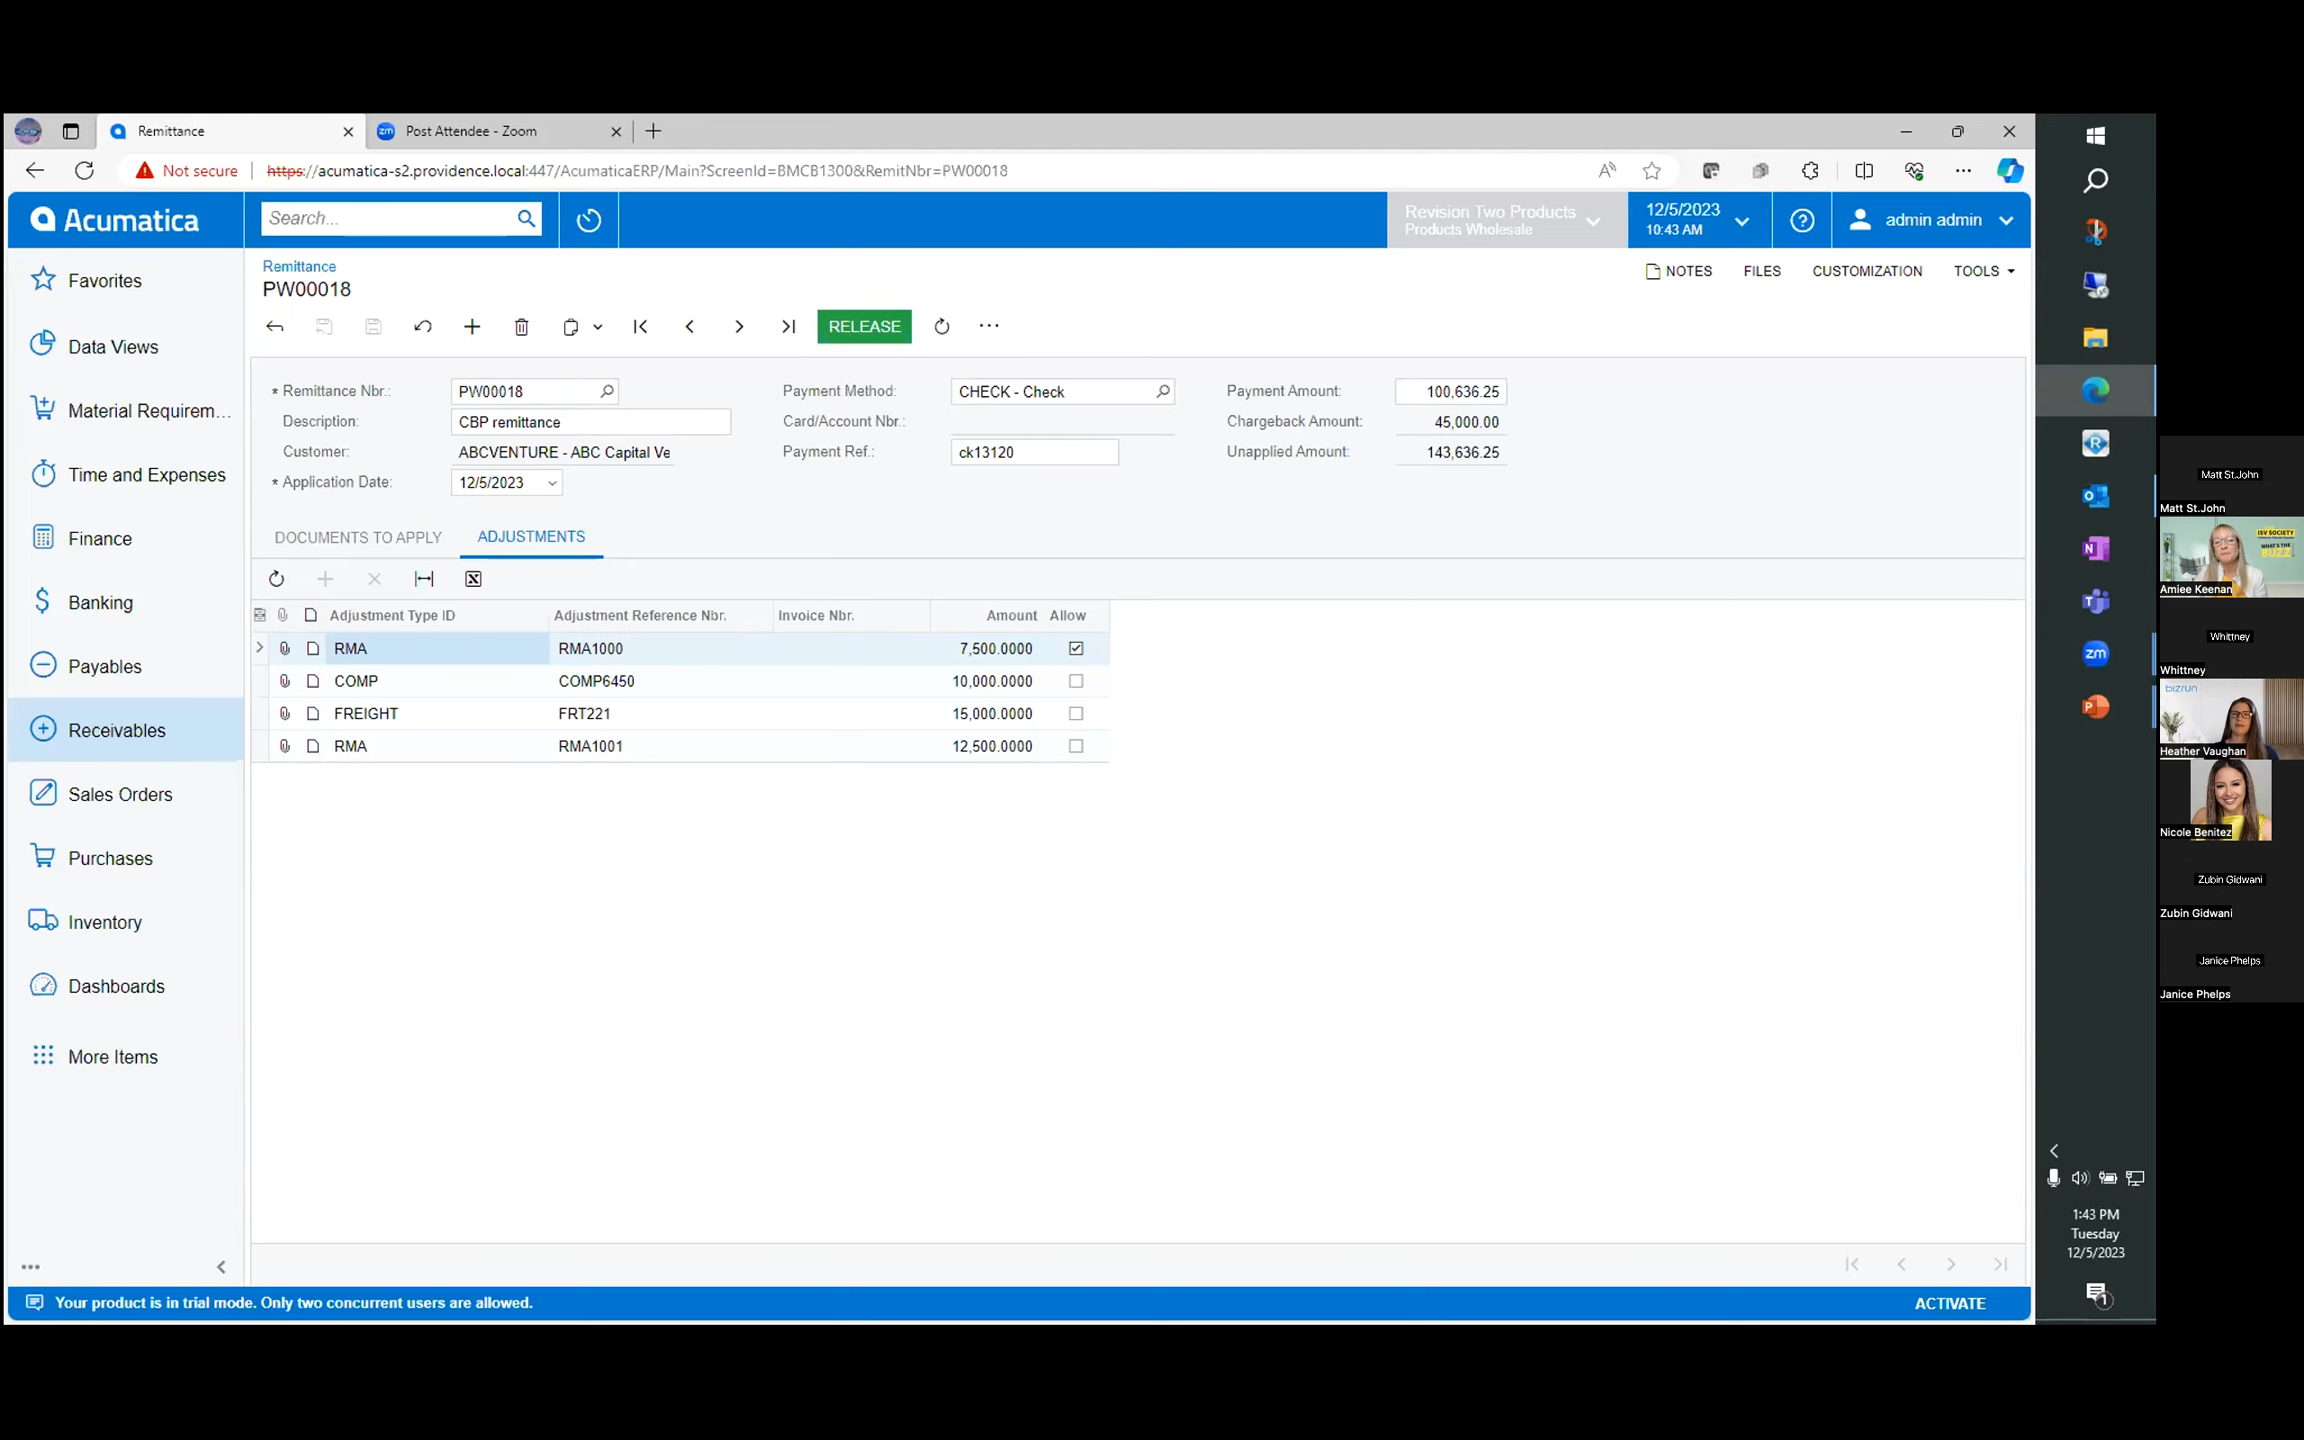 Remittance
zm
Post Attendee - Zoom
Not secure
https://acumatica-s2.providence.local:447/AcumaticaERP/Main?ScreenId=BMCB1300&RemitNbr=PW00018
Acumatica
Search...
Revision Two Products
Products Wholesale
12/5/2023
10:43 AM
admin admin
Favorites
Data Views
Material Requirem...
Time and Expenses
Finance
Banking
Payables
Receivables
Sales Orders
Purchases
Inventory
Dashboards
More Items
Remittance
PW00018
NOTES
FILES
CUSTOMIZATION
TOOLS
RELEASE
* Remittance Nbr.: PW00018
Description: CBP remittance
Customer: ABCVENTURE - ABC Capital Ve
* Application Date: 12/5/2023
Payment Method: CHECK - Check
Card/Account Nbr.:
Payment Ref.: ck13120
Payment Amount: 100,636.25
Chargeback Amount: 45,000.00
Unapplied Amount: 143,636.25
DOCUMENTS TO APPLY
ADJUSTMENTS
Adjustment Type ID Adjustment Reference Nbr. Invoice Nbr. Amount Allow
RMA RMA1000 7,500.0000
COMP COMP6450 10,000.0000
FREIGHT FRT221 15,000.0000
RMA RMA1001 12,500.0000
Your product is in trial mode. Only two concurrent users are allowed.
ACTIVATE
zm
1:43 PM
Tuesday
12/5/2023
1
Matt St.John
Matt St.John
ISV SOCIETY
WHAT'S THE
BUZZ
Amiee Keenan
Whittney
Whittney
bizrun
Heather Vaughan
Nicole Benitez
Zubin Gidwani
Zubin Gidwani
Janice Phelps
Janice Phelps